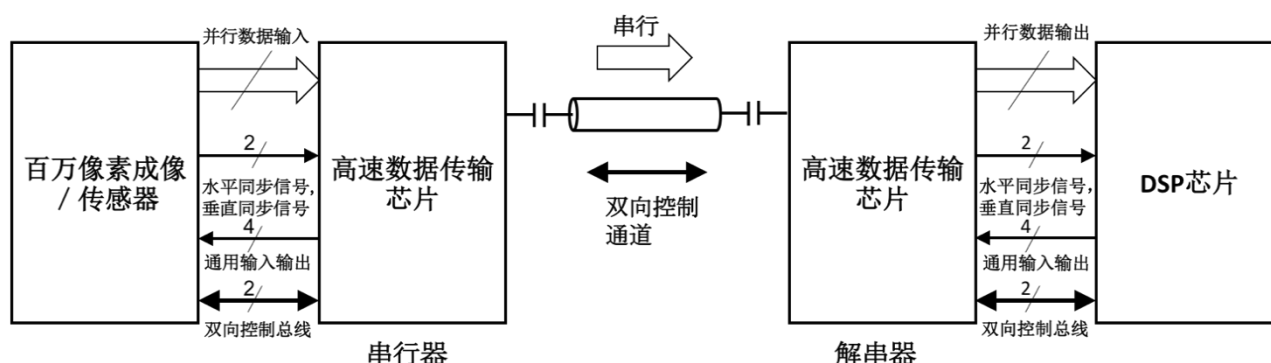 并行数据输入
串行
并行数据输出
百万像素成像
/ 传感器
2
水平同步信号,
垂直同步信号
4
通用输入输出
2
双向控制总线
高速数据传输
芯片
双向控制
通道
高速数据传输
芯片
2
水平同步信号,
垂直同步信号
4
通用输入输出
2
双向控制总线
DSP芯片
串行器
解串器